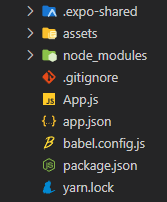 .expo-shared
assets
node_modules
.gitignore
App.js
app.json
babel.config.js
package.json
yarn.lock